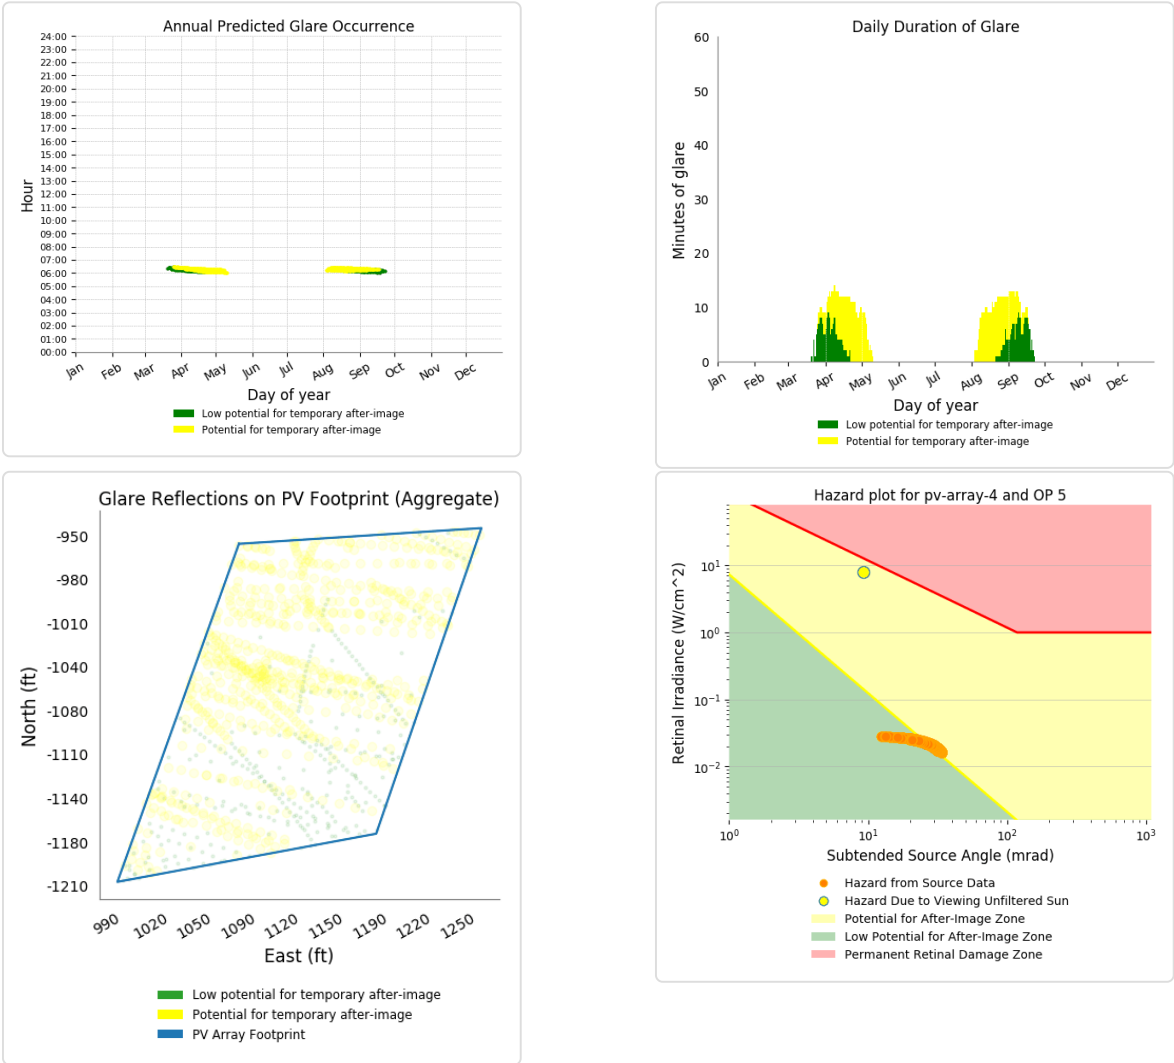 Annual Predicted Glare Occurrence
24:00
23:00
22:00
21:00
20:00
19:00
18:00
17:00
16:00
15:00
14:00
13:00
12:00
11:00
10:00
09:00
08:00
07:00
06:00
05:00
04:00
03:00
02:00
01:00
00:00
Hour
Jan Feb Mar Apr May Jun Jul Aug Sep Oct Nov Dec
Day of year
Low potential for temporary after-image
Potential for temporary after-image
Daily Duration of Glare
60
50
40
30
20
10
0
Minutes of glare
Jan Feb Mar Apr May Jun Jul Aug Sep Oct Nov Dec
Day of year
Low potential for temporary after-image
Potential for temporary after-image
Glare Reflections on PV Footprint (Aggregate)
-950
-980
-1010
-1040
-1080
-1110
-1140
-1180
-1210
North (ft)
990 1020 1050 1090 1120 1150 1190 1220 1250
East (ft)
Low potential for temporary after-image
Potential for temporary after-image
PV Array Footprint
Hazard plot for pv-array-4 and OP 5
10^1
10^0
10^-1
10^-2
Retinal Irradiance (W/cm^2)
10^0 10^1 10^2 10^3
Subtended Source Angle (mrad)
Hazard from Source Data
Hazard Due to Viewing Unfiltered Sun
Potential for After-Image Zone
Low Potential for After-Image Zone
Permanent Retinal Damage Zone